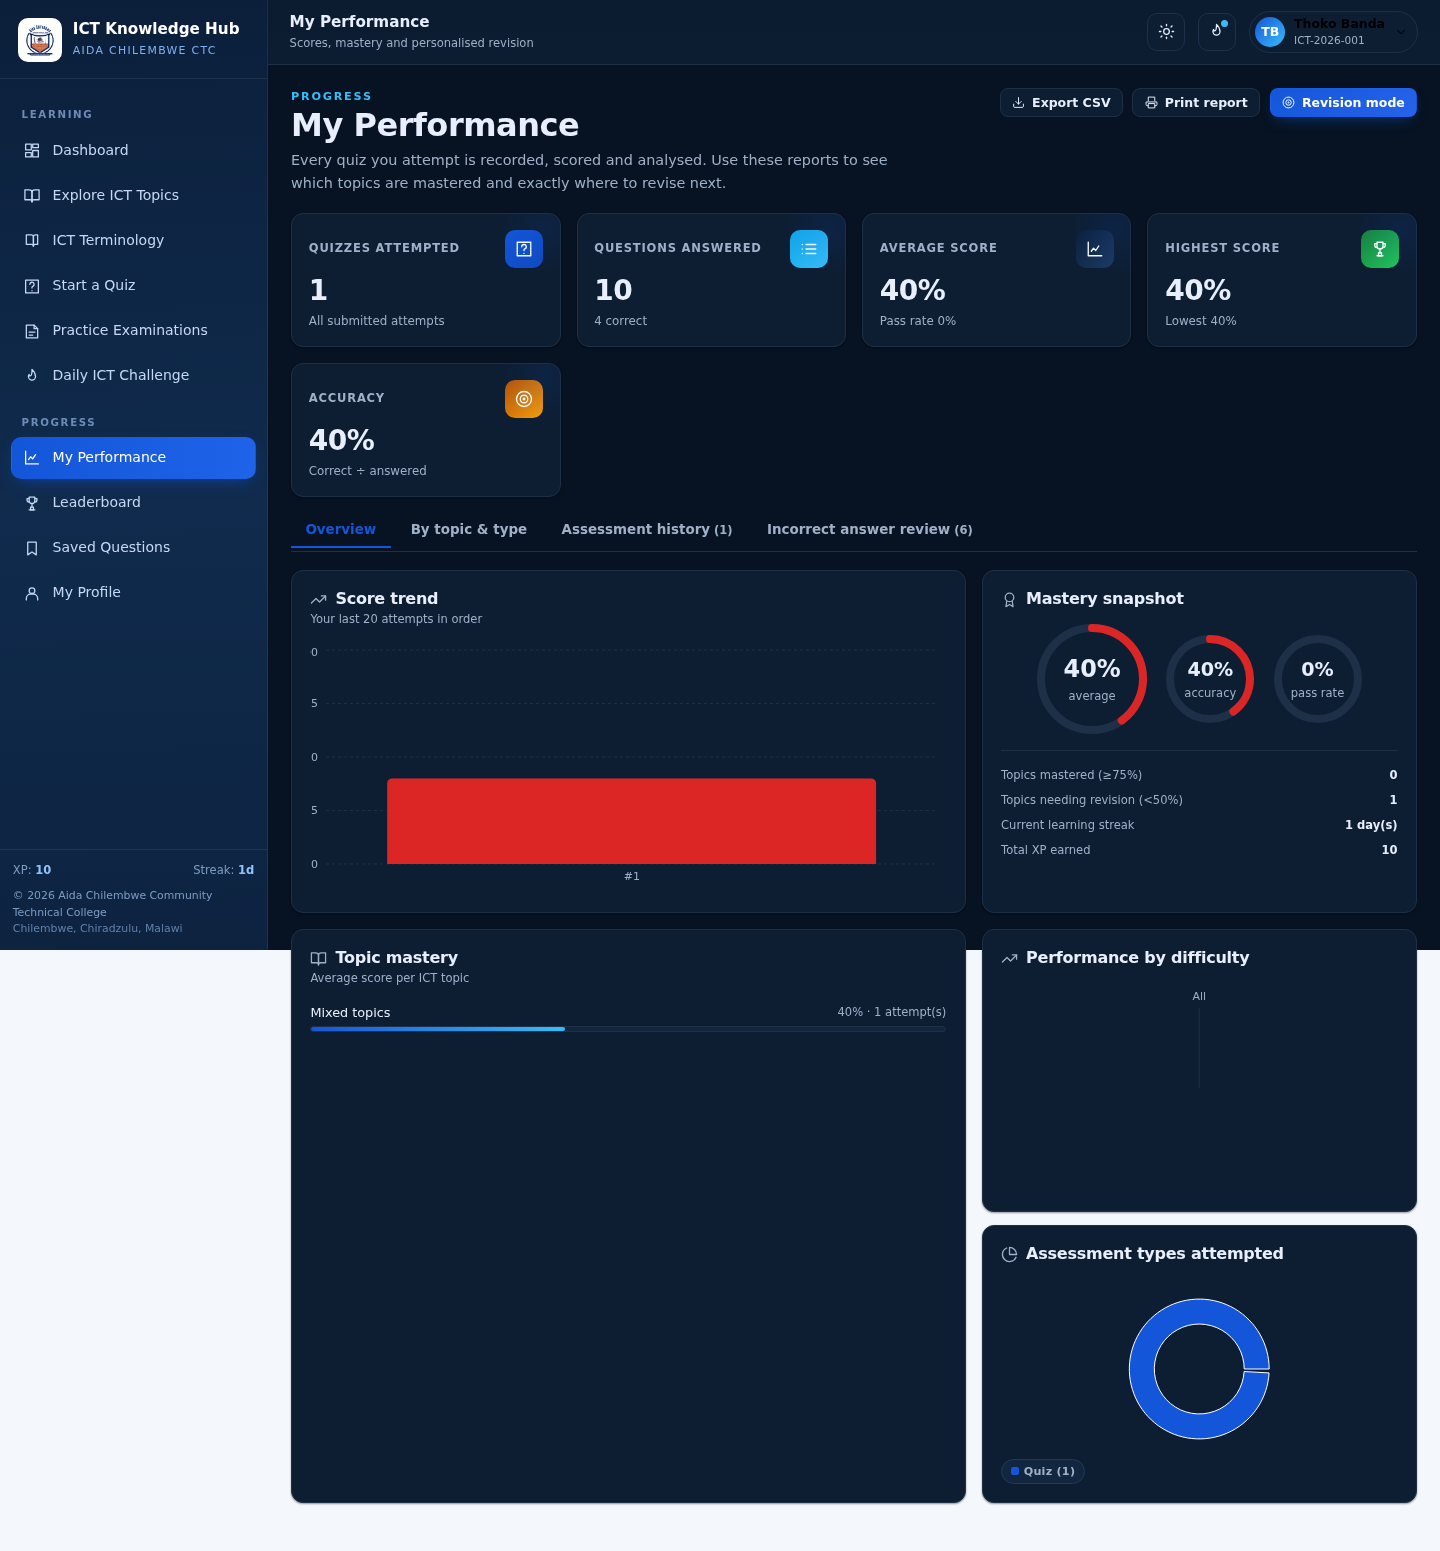 ICT Knowledge Hub
AIDA CHILEMBWE CTC
LEARNING
Dashboard
Explore ICT Topics
ICT Terminology
Start a Quiz
Practice Examinations
Daily ICT Challenge
PROGRESS
My Performance
Leaderboard
Saved Questions
My Profile
XP: 10
Streak: 1d
© 2026 Aida Chilembwe Community
Technical College
Chilembwe, Chiradzulu, Malawi
My Performance
Scores, mastery and personalised revision
TB
Thoko Banda
ICT-2026-001
PROGRESS
My Performance
Every quiz you attempt is recorded, scored and analysed. Use these reports to see
which topics are mastered and exactly where to revise next.
Export CSV
Print report
Revision mode
QUIZZES ATTEMPTED
1
All submitted attempts
QUESTIONS ANSWERED
10
4 correct
AVERAGE SCORE
40%
Pass rate 0%
HIGHEST SCORE
40%
Lowest 40%
ACCURACY
40%
Correct ÷ answered
Overview
By topic & type
Assessment history (1)
Incorrect answer review (6)
Score trend
Your last 20 attempts in order
0
5
0
5
0
#1
Mastery snapshot
40%
average
40%
accuracy
0%
pass rate
Topics mastered (≥75%) 0
Topics needing revision (<50%) 1
Current learning streak 1 day(s)
Total XP earned 10
Topic mastery
Average score per ICT topic
Mixed topics 40% · 1 attempt(s)
Performance by difficulty
All
Assessment types attempted
Quiz (1)